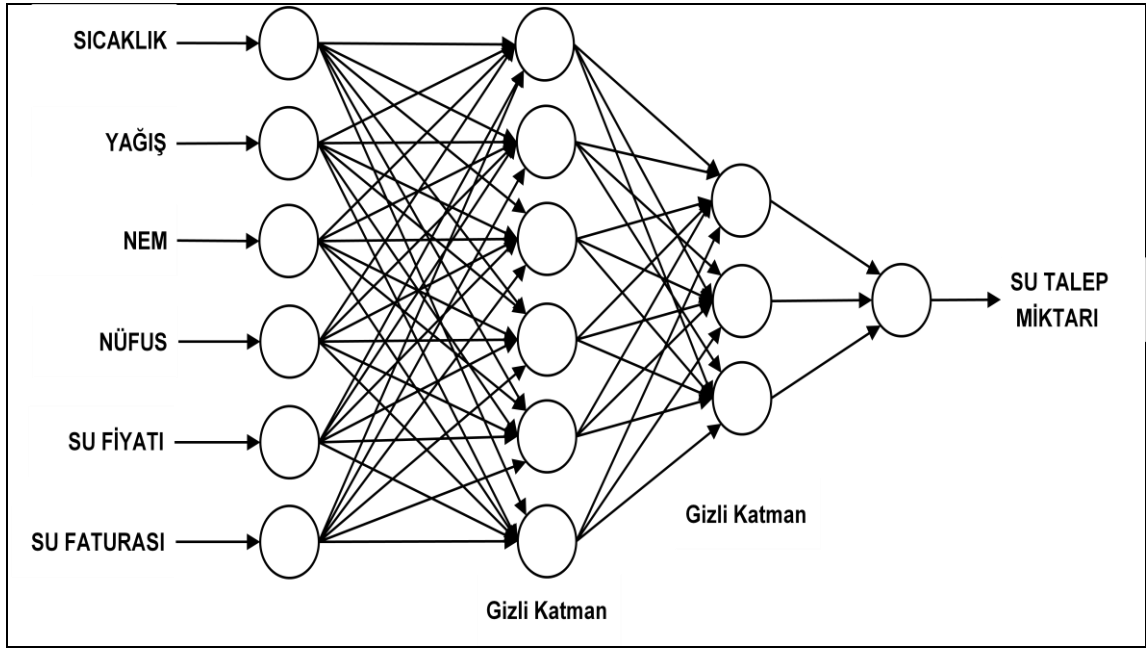 SICAKLIK
YAĞIŞ
NEM
NÜFUS
SU FİYATI
SU FATURASI
Gizli Katman
Gizli Katman
SU TALEP
MİKTARI